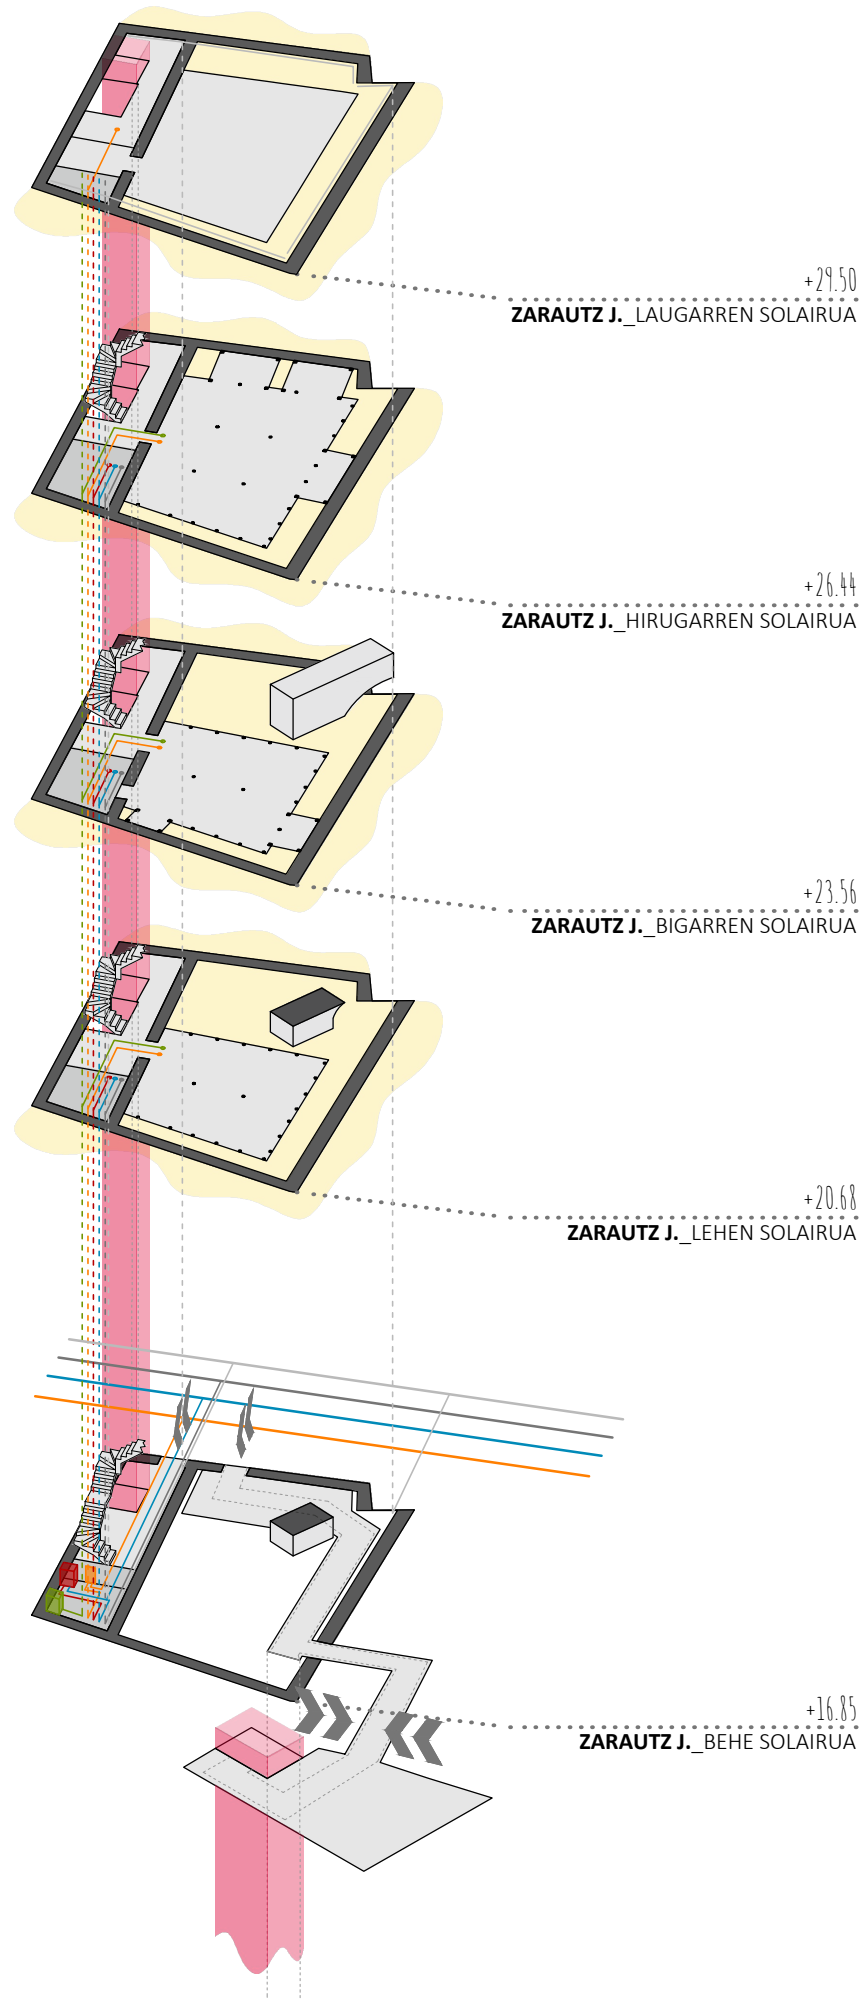 +29.50
ZARAUTZ J._LAUGARREN SOLAIRUA
+26.44
ZARAUTZ J._HIRUGARREN SOLAIRUA
+23.56
ZARAUTZ J._BIGARREN SOLAIRUA
+20.68
ZARAUTZ J._LEHEN SOLAIRUA
+16.85
ZARAUTZ J._BEHE SOLAIRUA